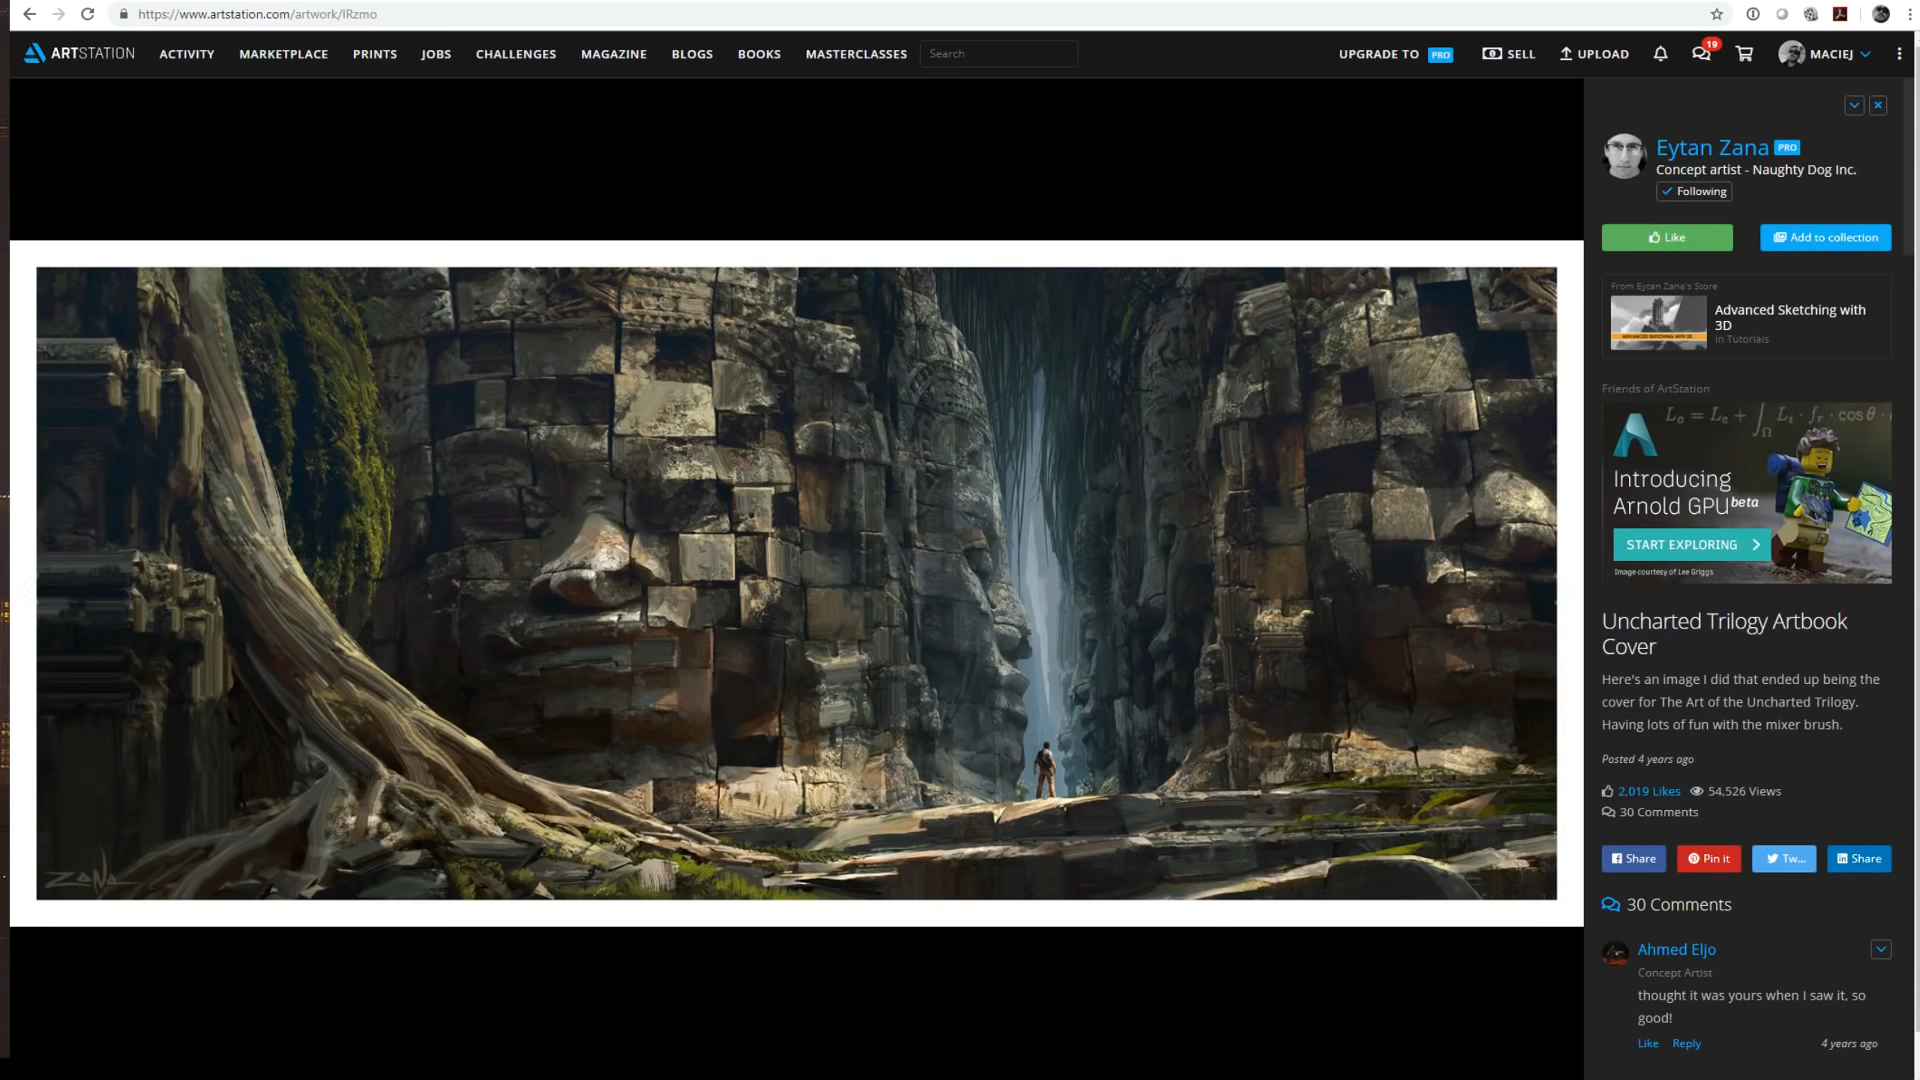 https://www.artstation.com/artwork/lRzmo
ARTSTATION ACTIVITY MARKETPLACE PRINTS JOBS CHALLENGES MAGAZINE BLOGS BOOKS MASTERCLASSES Search UPGRADE TO PRO SELL UPLOAD 19 MACIEJ
Eytan Zana PRO
Concept artist - Naughty Dog Inc.
Following
Like Add to collection
From Eytan Zana's Store
Advanced Sketching with
3D
in Tutorials
ADVANCED SKETCHING WITH 3D
Friends of ArtStation
Introducing
Arnold GPU beta
START EXPLORING
Image courtesy of Lee Griggs
Uncharted Trilogy Artbook
Cover
Here's an image I did that ended up being the
cover for The Art of the Uncharted Trilogy.
Having lots of fun with the mixer brush.
Posted 4 years ago
2,019 Likes 54,526 Views
30 Comments
Share Pin it Tw... Share
30 Comments
Ahmed Eljo
Concept Artist
thought it was yours when I saw it, so
good!
Like Reply 4 years ago
ZANA